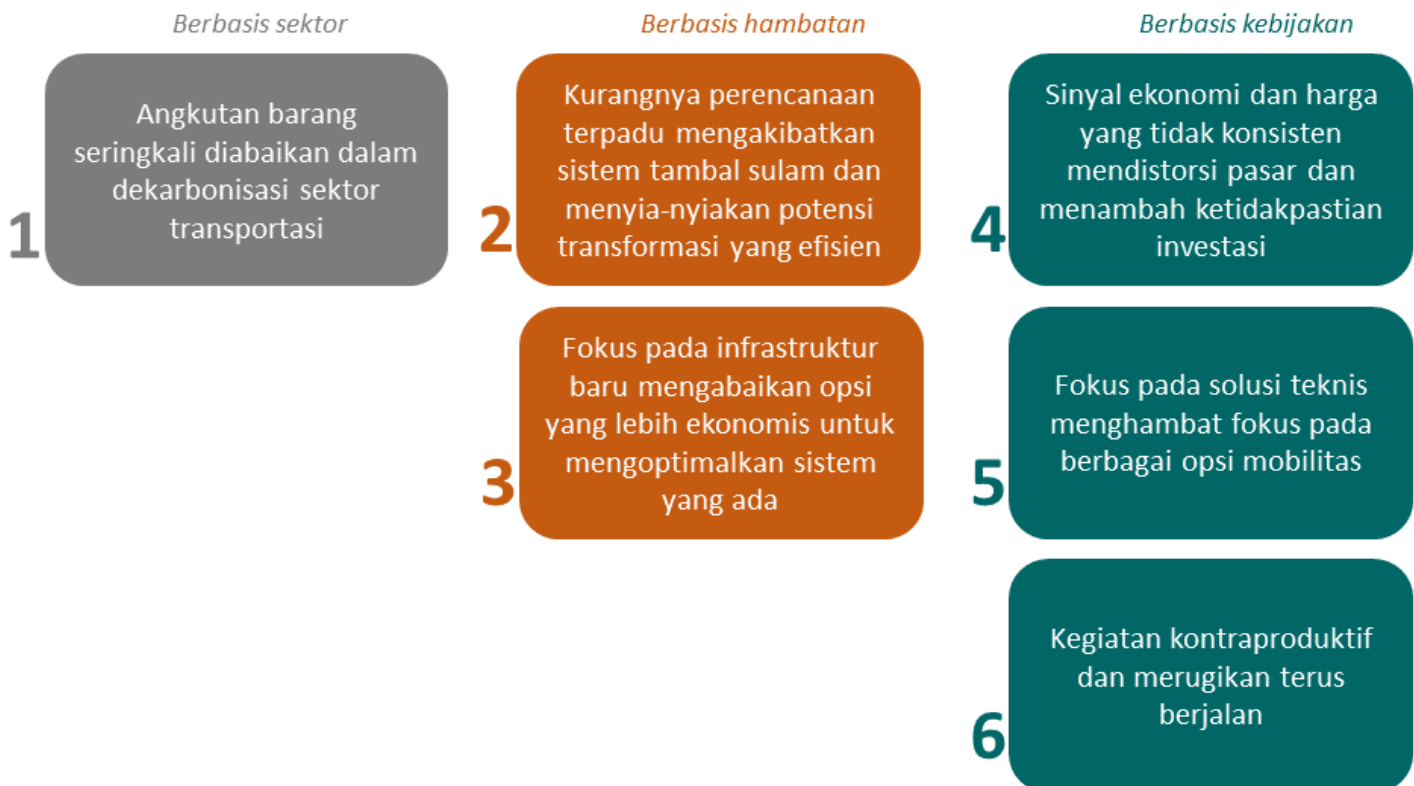 Berbasis sektor
1
Angkutan barang
seringkali diabaikan dalam
dekarbonisasi sektor
transportasi
Berbasis hambatan
2
Kurangnya perencanaan
terpadu mengakibatkan
sistem tambal sulam dan
menyia-nyiakan potensi
transformasi yang efisien
3
Fokus pada infrastruktur
baru mengabaikan opsi
yang lebih ekonomis untuk
mengoptimalkan sistem
yang ada
Berbasis kebijakan
4
Sinyal ekonomi dan harga
yang tidak konsisten
mendistorsi pasar dan
menambah ketidakpastian
investasi
5
Fokus pada solusi teknis
menghambat fokus pada
berbagai opsi mobilitas
6
Kegiatan kontraproduktif
dan merugikan terus
berjalan